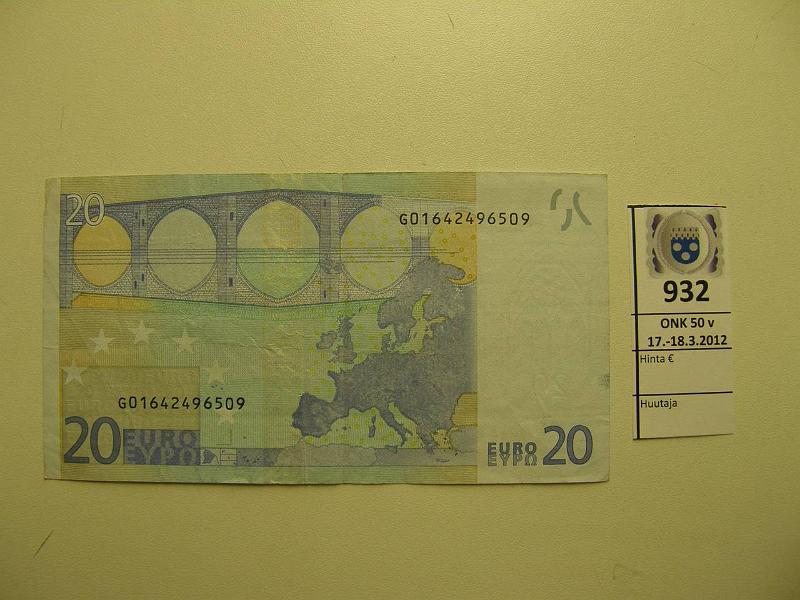 20
G01642496509
G01642496509
20 EURO
ΕΥΡΩ
EURO 20
ΕΥΡΩ
932
ONK 50 v
17.-18.3.2012
Hinta €
Huutaja